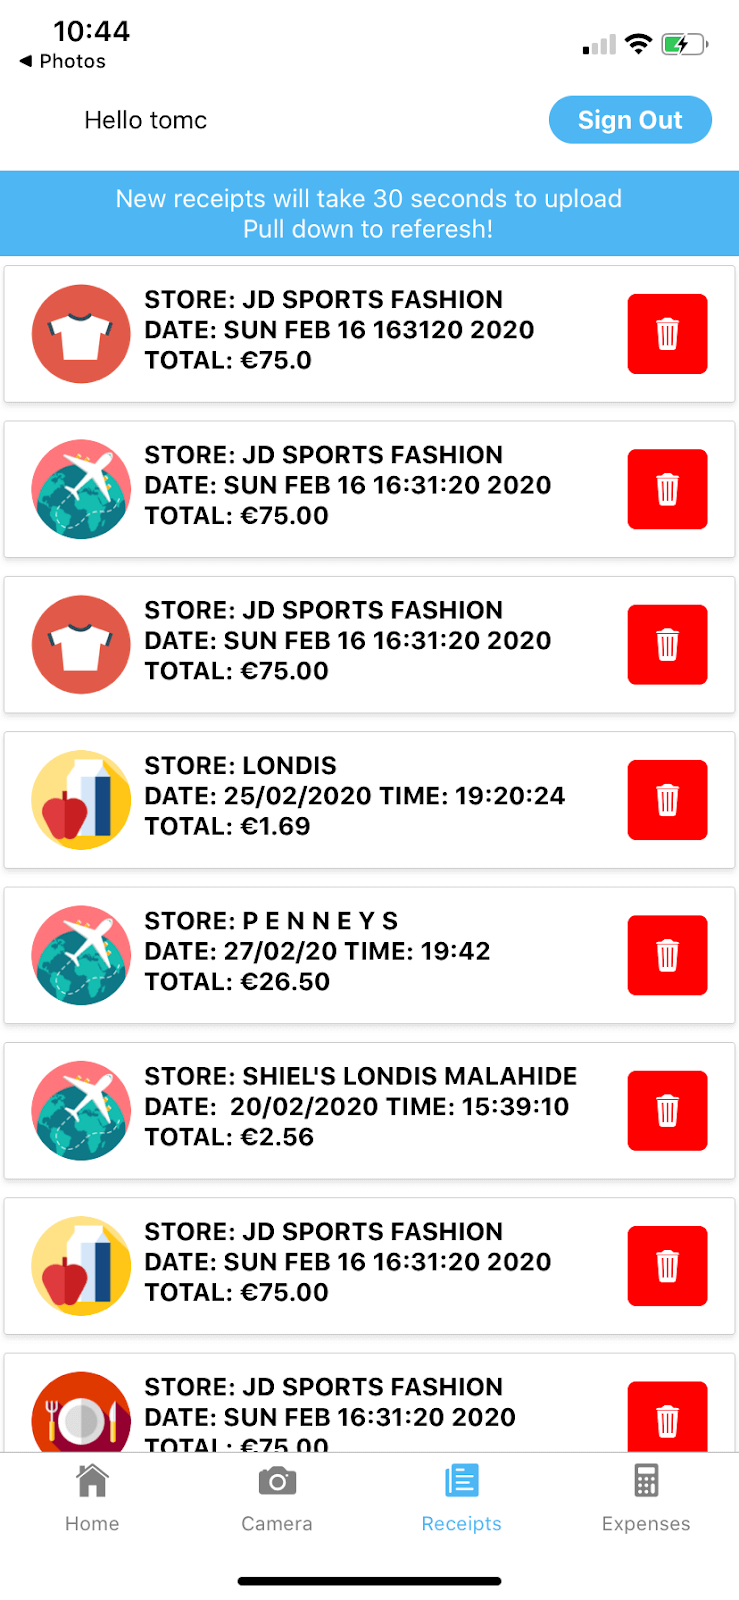 10:44
◀ Photos
Hello tomc
Sign Out
New receipts will take 30 seconds to upload
Pull down to referesh!
STORE: JD SPORTS FASHION
DATE: SUN FEB 16 163120 2020
TOTAL: €75.0
STORE: JD SPORTS FASHION
DATE: SUN FEB 16 16:31:20 2020
TOTAL: €75.00
STORE: JD SPORTS FASHION
DATE: SUN FEB 16 16:31:20 2020
TOTAL: €75.00
STORE: LONDIS
DATE: 25/02/2020 TIME: 19:20:24
TOTAL: €1.69
STORE: P E N N E Y S
DATE: 27/02/20 TIME: 19:42
TOTAL: €26.50
STORE: SHIEL'S LONDIS MALAHIDE
DATE:  20/02/2020 TIME: 15:39:10
TOTAL: €2.56
STORE: JD SPORTS FASHION
DATE: SUN FEB 16 16:31:20 2020
TOTAL: €75.00
STORE: JD SPORTS FASHION
DATE: SUN FEB 16:31:20 2020
TOTAL: €75.00
Home
Camera
Receipts
Expenses